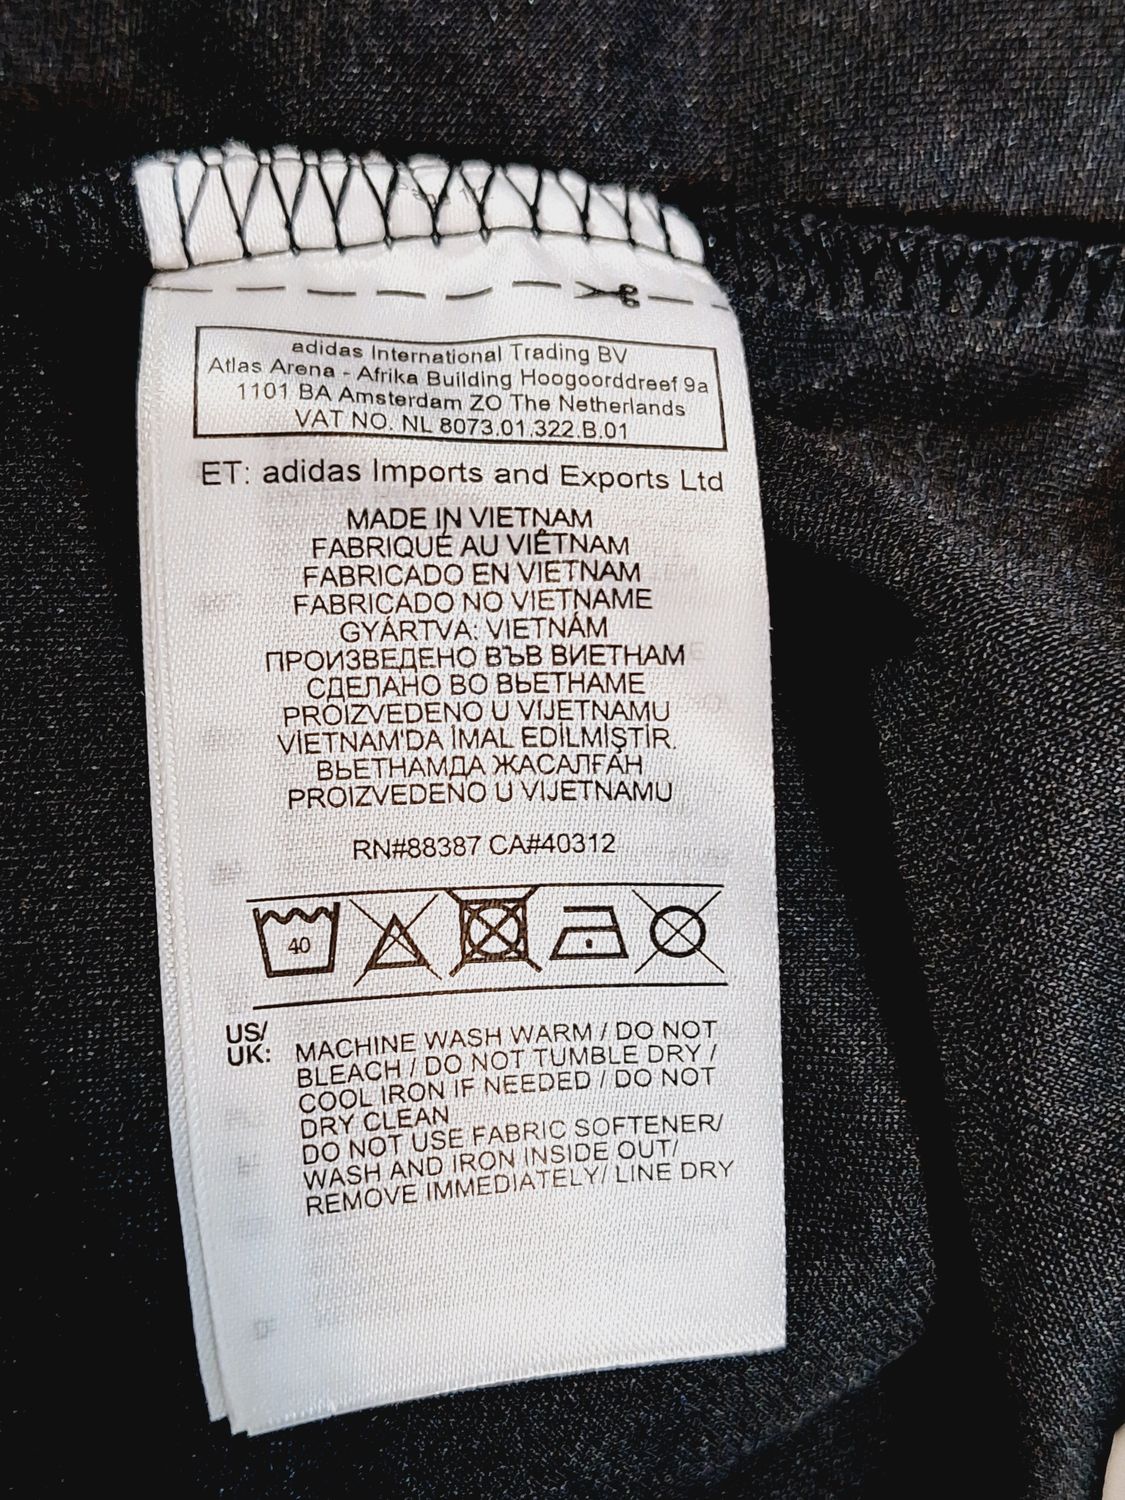 adidas International Trading BV
Atlas Arena - Afrika Building Hoogoorddreef 9a
1101 BA Amsterdam ZO The Netherlands
VAT NO. NL 8073.01.322.B.01
ET: adidas Imports and Exports Ltd
MADE IN VIETNAM
FABRIQUÉ AU VIÊTNAM
FABRICADO EN VIETNAM
FABRICADO NO VIETNAME
GYÁRTVA: VIETNÁM
ПРОИЗВЕДЕНО ВЪВ ВИЕТНАМ
СДЕЛАНО ВО ВЬЕТНАМЕ
PROIZVEDENO U VIJETNAMU
VİETNAM'DA İMAL EDİLMİŞTİR.
ВЬЕТНАМДА ЖАСАЛҒАН
PROIZVEDENO U VIJETNAMU
RN#88387 CA#40312
40
US/
UK:
MACHINE WASH WARM / DO NOT
BLEACH / DO NOT TUMBLE DRY /
COOL IRON IF NEEDED / DO NOT
DRY CLEAN
DO NOT USE FABRIC SOFTENER/
WASH AND IRON INSIDE OUT/
REMOVE IMMEDIATELY/ LINE DRY